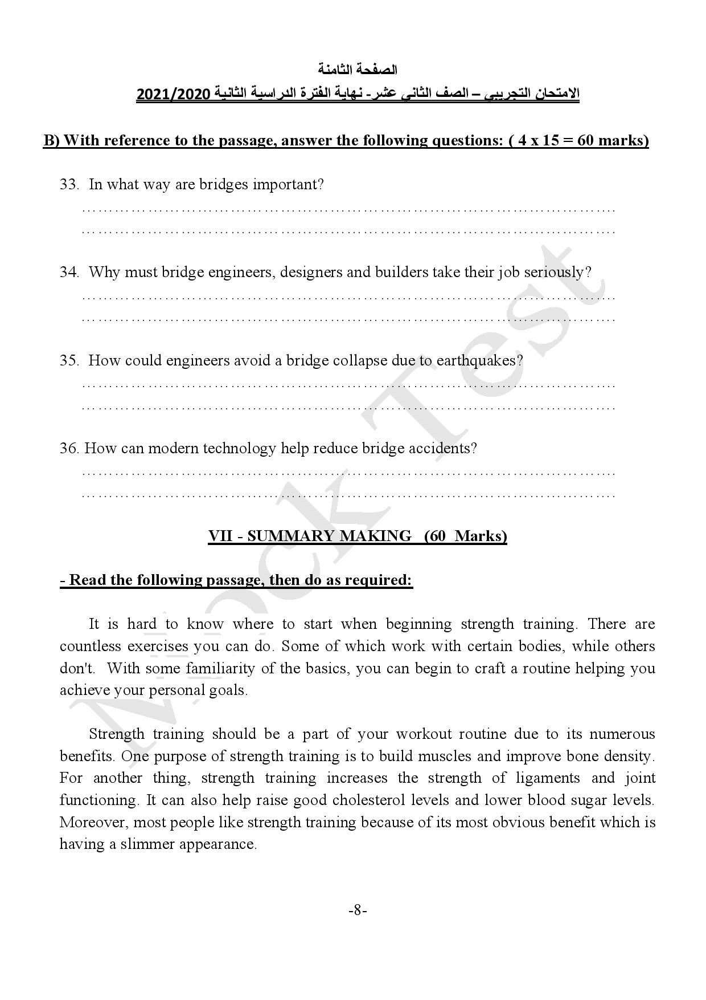 الصفحة الثامنة
الامتحان التجريبي – الصف الثاني عشر- نهاية الفترة الدراسية الثانية 2021/2020
B) With reference to the passage, answer the following questions: ( 4 x 15 = 60 marks)
33. In what way are bridges important?
……………………………………………………………………………………….
……………………………………………………………………………………….
34. Why must bridge engineers, designers and builders take their job seriously?
……………………………………………………………………………………….
……………………………………………………………………………………….
35. How could engineers avoid a bridge collapse due to earthquakes?
……………………………………………………………………………………….
……………………………………………………………………………………….
36. How can modern technology help reduce bridge accidents?
……………………………………………………………………………………….
……………………………………………………………………………………….
VII - SUMMARY MAKING (60 Marks)
- Read the following passage, then do as required:
It is hard to know where to start when beginning strength training. There are
countless exercises you can do. Some of which work with certain bodies, while others
don't. With some familiarity of the basics, you can begin to craft a routine helping you
achieve your personal goals.
Strength training should be a part of your workout routine due to its numerous
benefits. One purpose of strength training is to build muscles and improve bone density.
For another thing, strength training increases the strength of ligaments and joint
functioning. It can also help raise good cholesterol levels and lower blood sugar levels.
Moreover, most people like strength training because of its most obvious benefit which is
having a slimmer appearance.
-8-
Mock Test